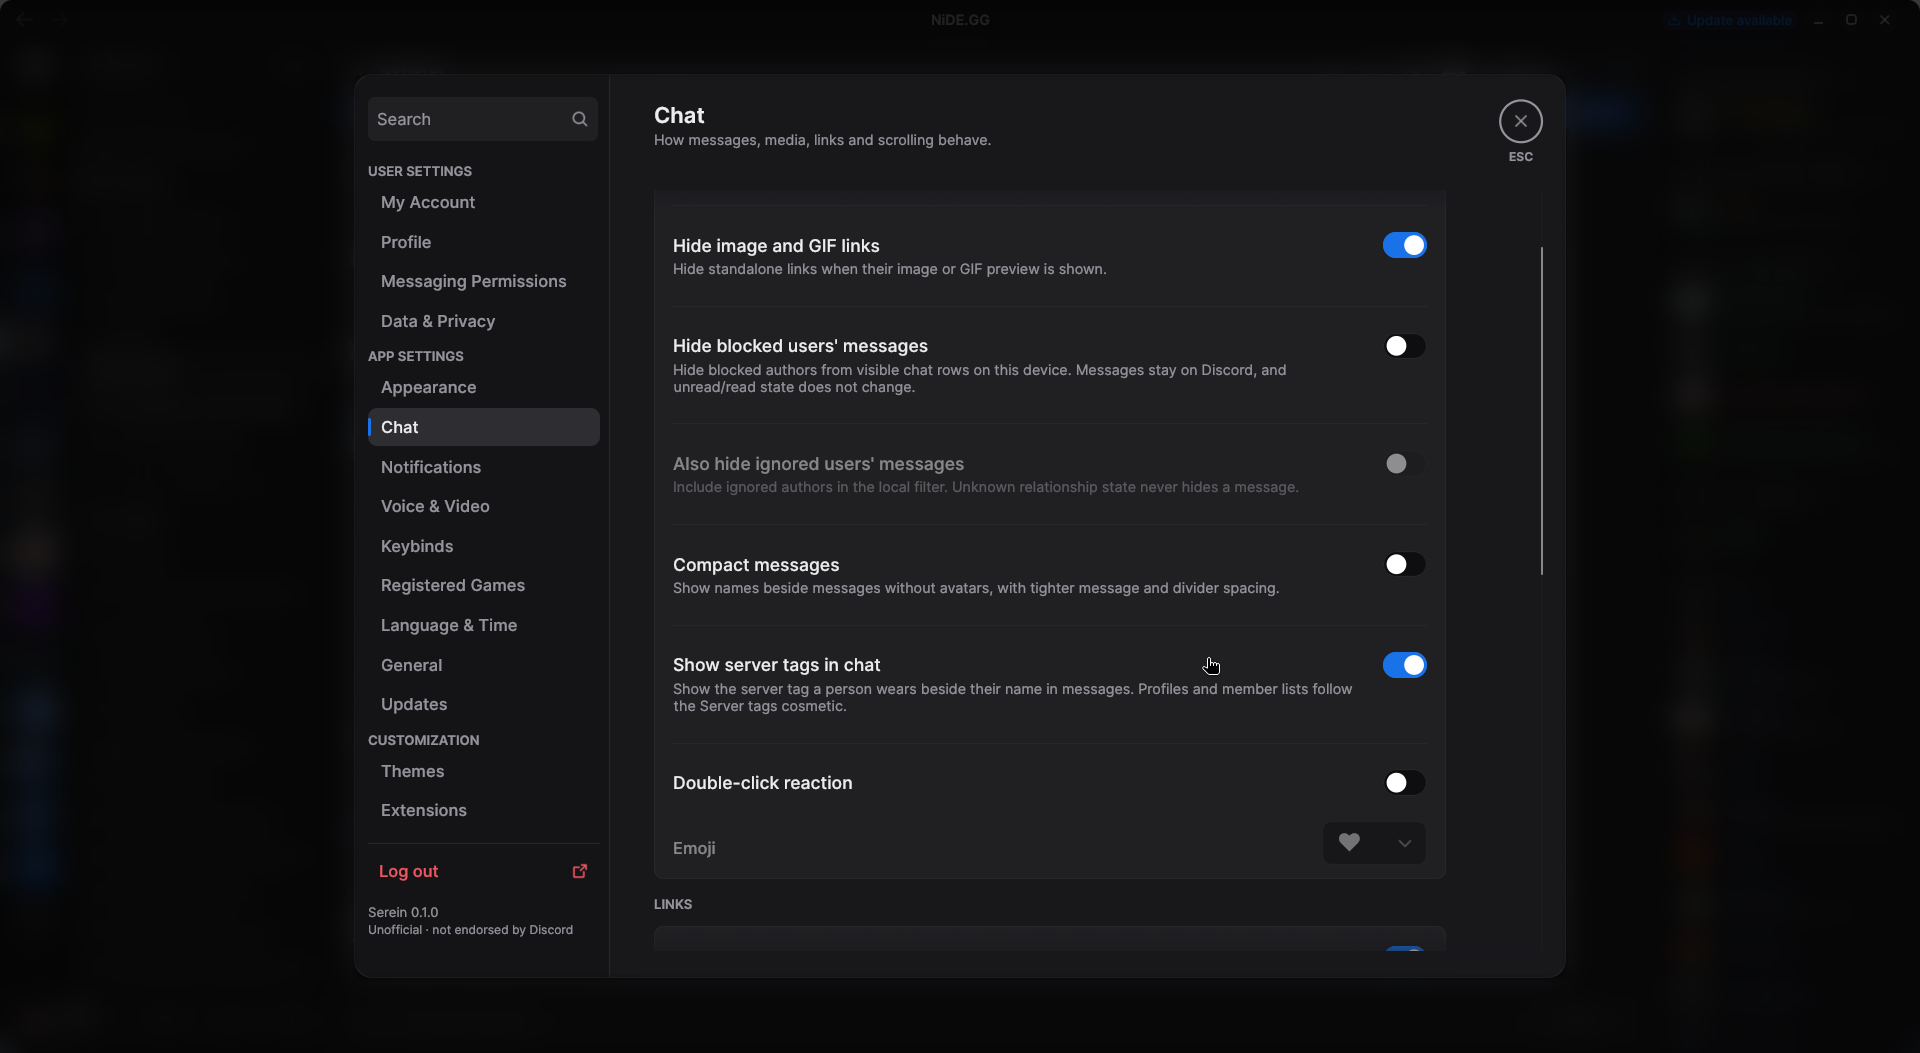 NiDE.GG
Update available
Search
USER SETTINGS
My Account
Profile
Messaging Permissions
Data & Privacy
APP SETTINGS
Appearance
Chat
Notifications
Voice & Video
Keybinds
Registered Games
Language & Time
General
Updates
CUSTOMIZATION
Themes
Extensions
Log out
Serein 0.1.0
Unofficial · not endorsed by Discord
Chat
How messages, media, links and scrolling behave.
ESC
Hide image and GIF links
Hide standalone links when their image or GIF preview is shown.
Hide blocked users' messages
Hide blocked authors from visible chat rows on this device. Messages stay on Discord, and
unread/read state does not change.
Also hide ignored users' messages
Include ignored authors in the local filter. Unknown relationship state never hides a message.
Compact messages
Show names beside messages without avatars, with tighter message and divider spacing.
Show server tags in chat
Show the server tag a person wears beside their name in messages. Profiles and member lists follow
the Server tags cosmetic.
Double-click reaction
Emoji
LINKS